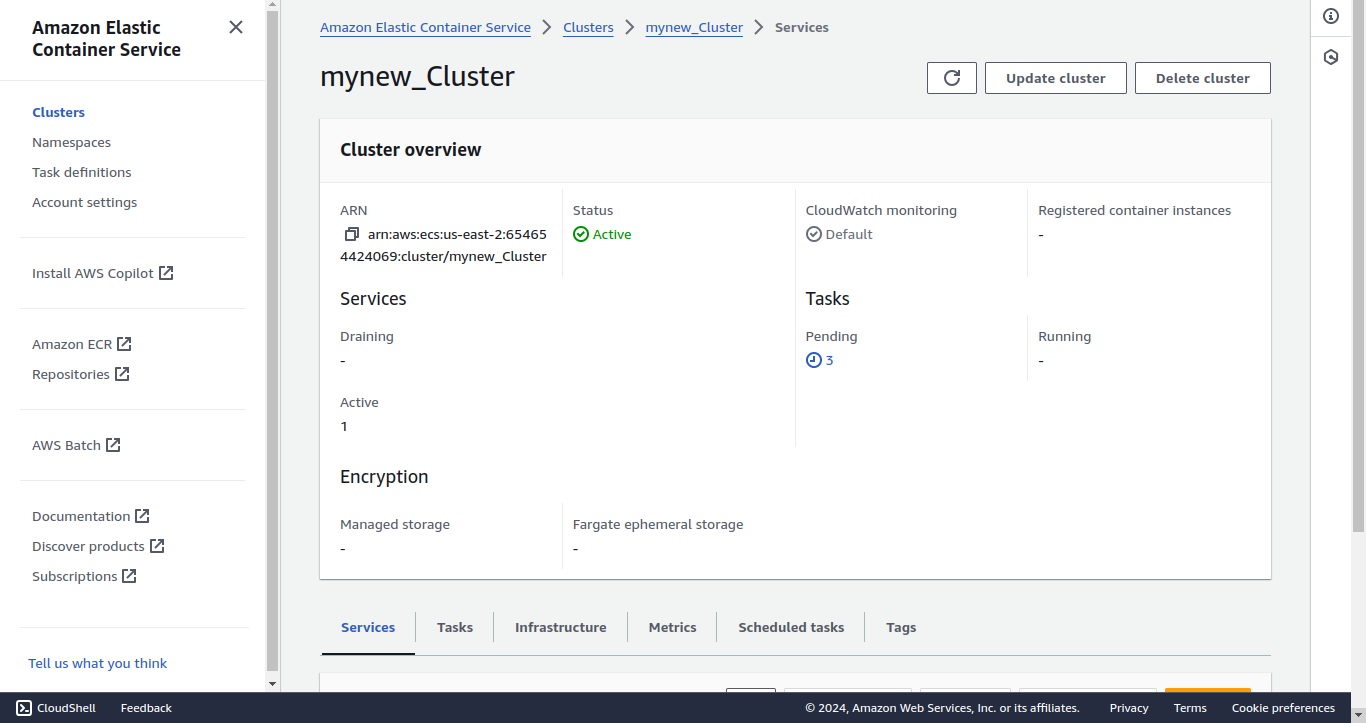 Amazon Elastic
Container Service
Clusters
Namespaces
Task definitions
Account settings
Install AWS Copilot
Amazon ECR
Repositories
AWS Batch
Documentation
Discover products
Subscriptions
Tell us what you think
Amazon Elastic Container Service > Clusters > mynew_Cluster > Services
mynew_Cluster
Update cluster
Delete cluster
Cluster overview
ARN
arn:aws:ecs:us-east-2:65465
4424069:cluster/mynew_Cluster
Status
Active
CloudWatch monitoring
Default
Registered container instances
-
Services
Draining
-
Active
1
Tasks
Pending
3
Running
-
Encryption
Managed storage
-
Fargate ephemeral storage
-
Services Tasks Infrastructure Metrics Scheduled tasks Tags
CloudShell Feedback © 2024, Amazon Web Services, Inc. or its affiliates. Privacy Terms Cookie preferences